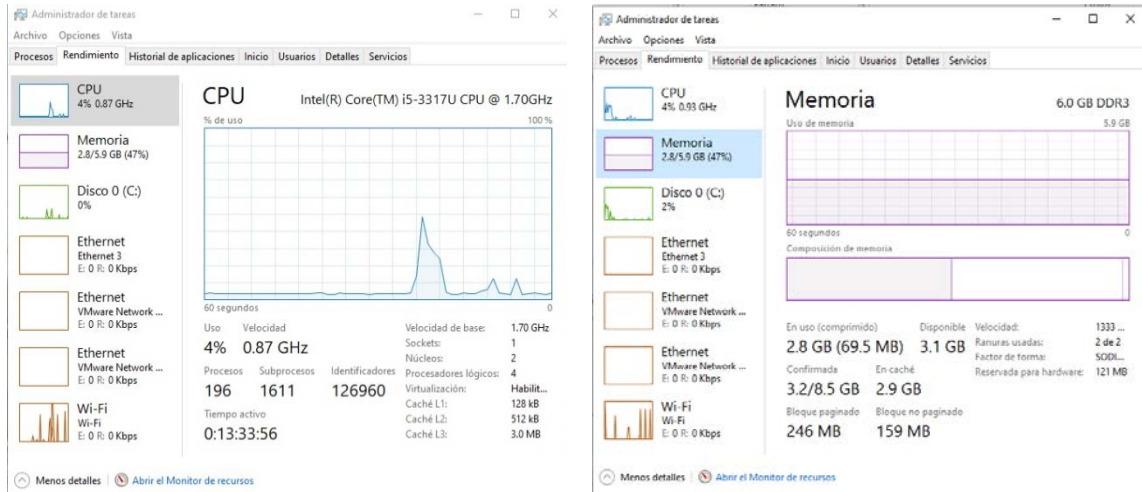 Administrador de tareas
Archivo Opciones Vista
Procesos Rendimiento Historial de aplicaciones Inicio Usuarios Detalles Servicios
CPU
4% 0.87 GHz
Memoria
2.8/5.9 GB (47%)
Disco 0 (C:)
0%
Ethernet
Ethernet 3
E: 0 R: 0 Kbps
Ethernet
VMware Network ...
E: 0 R: 0 Kbps
Ethernet
VMware Network ...
E: 0 R: 0 Kbps
Wi-Fi
Wi-Fi
E: 0 R: 0 Kbps
CPU Intel(R) Core(TM) i5-3317U CPU @ 1.70GHz
% de uso 100 %
60 segundos 0
Uso Velocidad
4% 0.87 GHz
Procesos Subprocesos Identificadores
196 1611 126960
Tiempo activo
0:13:33:56
Velocidad de base: 1.70 GHz
Sockets: 1
Núcleos: 2
Procesadores lógicos: 4
Virtualización: Habilit...
Caché L1: 128 kB
Caché L2: 512 kB
Caché L3: 3.0 MB
Menos detalles Abrir el Monitor de recursos
Administrador de tareas
Archivo Opciones Vista
Procesos Rendimiento Historial de aplicaciones Inicio Usuarios Detalles Servicios
CPU
4% 0.93 GHz
Memoria
2.8/5.9 GB (47%)
Disco 0 (C:)
2%
Ethernet
Ethernet 3
E: 0 R: 0 Kbps
Ethernet
VMware Network ...
E: 0 R: 0 Kbps
Ethernet
VMware Network ...
E: 0 R: 0 Kbps
Wi-Fi
Wi-Fi
E: 0 R: 0 Kbps
Memoria 6.0 GB DDR3
Uso de memoria 5.9 GB
60 segundos 0
Composición de memoria
En uso (comprimido) Disponible
2.8 GB (69.5 MB) 3.1 GB
Confirmada En caché
3.2/8.5 GB 2.9 GB
Bloque paginado Bloque no paginado
246 MB 159 MB
Velocidad: 1333 ...
Ranuras usadas: 2 de 2
Factor de forma: SODI...
Reservada para hardware: 121 MB
Menos detalles Abrir el Monitor de recursos